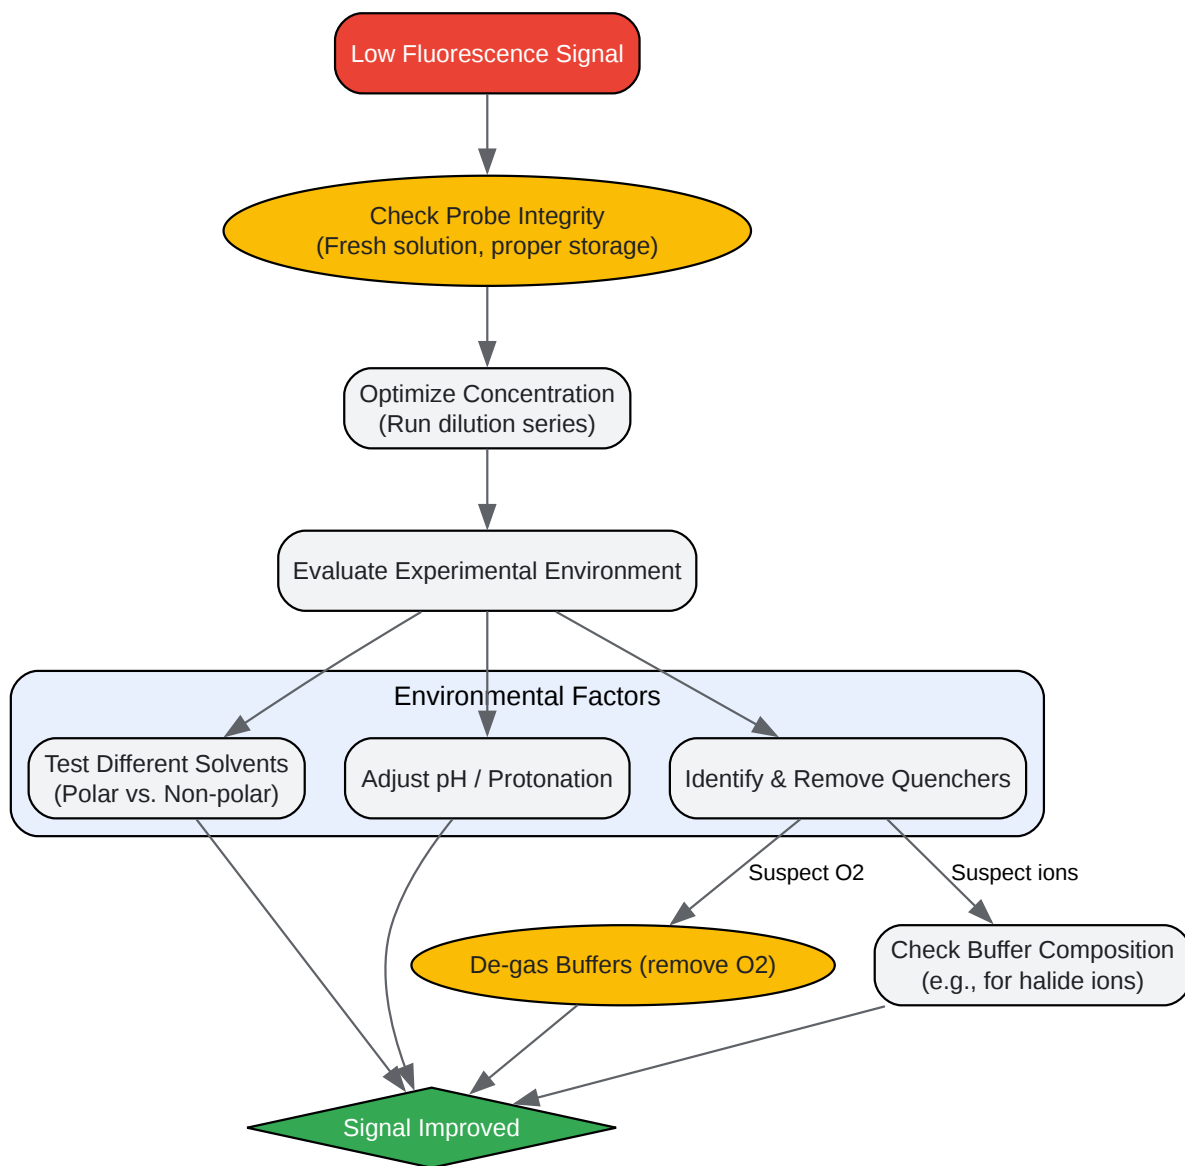 Low Fluorescence Signal
Check Probe Integrity
(Fresh solution, proper storage)
Optimize Concentration
(Run dilution series)
Evaluate Experimental Environment
Environmental Factors
Test Different Solvents
(Polar vs. Non-polar)
Adjust pH / Protonation
Identify & Remove Quenchers
Suspect O2
Suspect ions
De-gas Buffers (remove O2)
Check Buffer Composition
(e.g., for halide ions)
Signal Improved